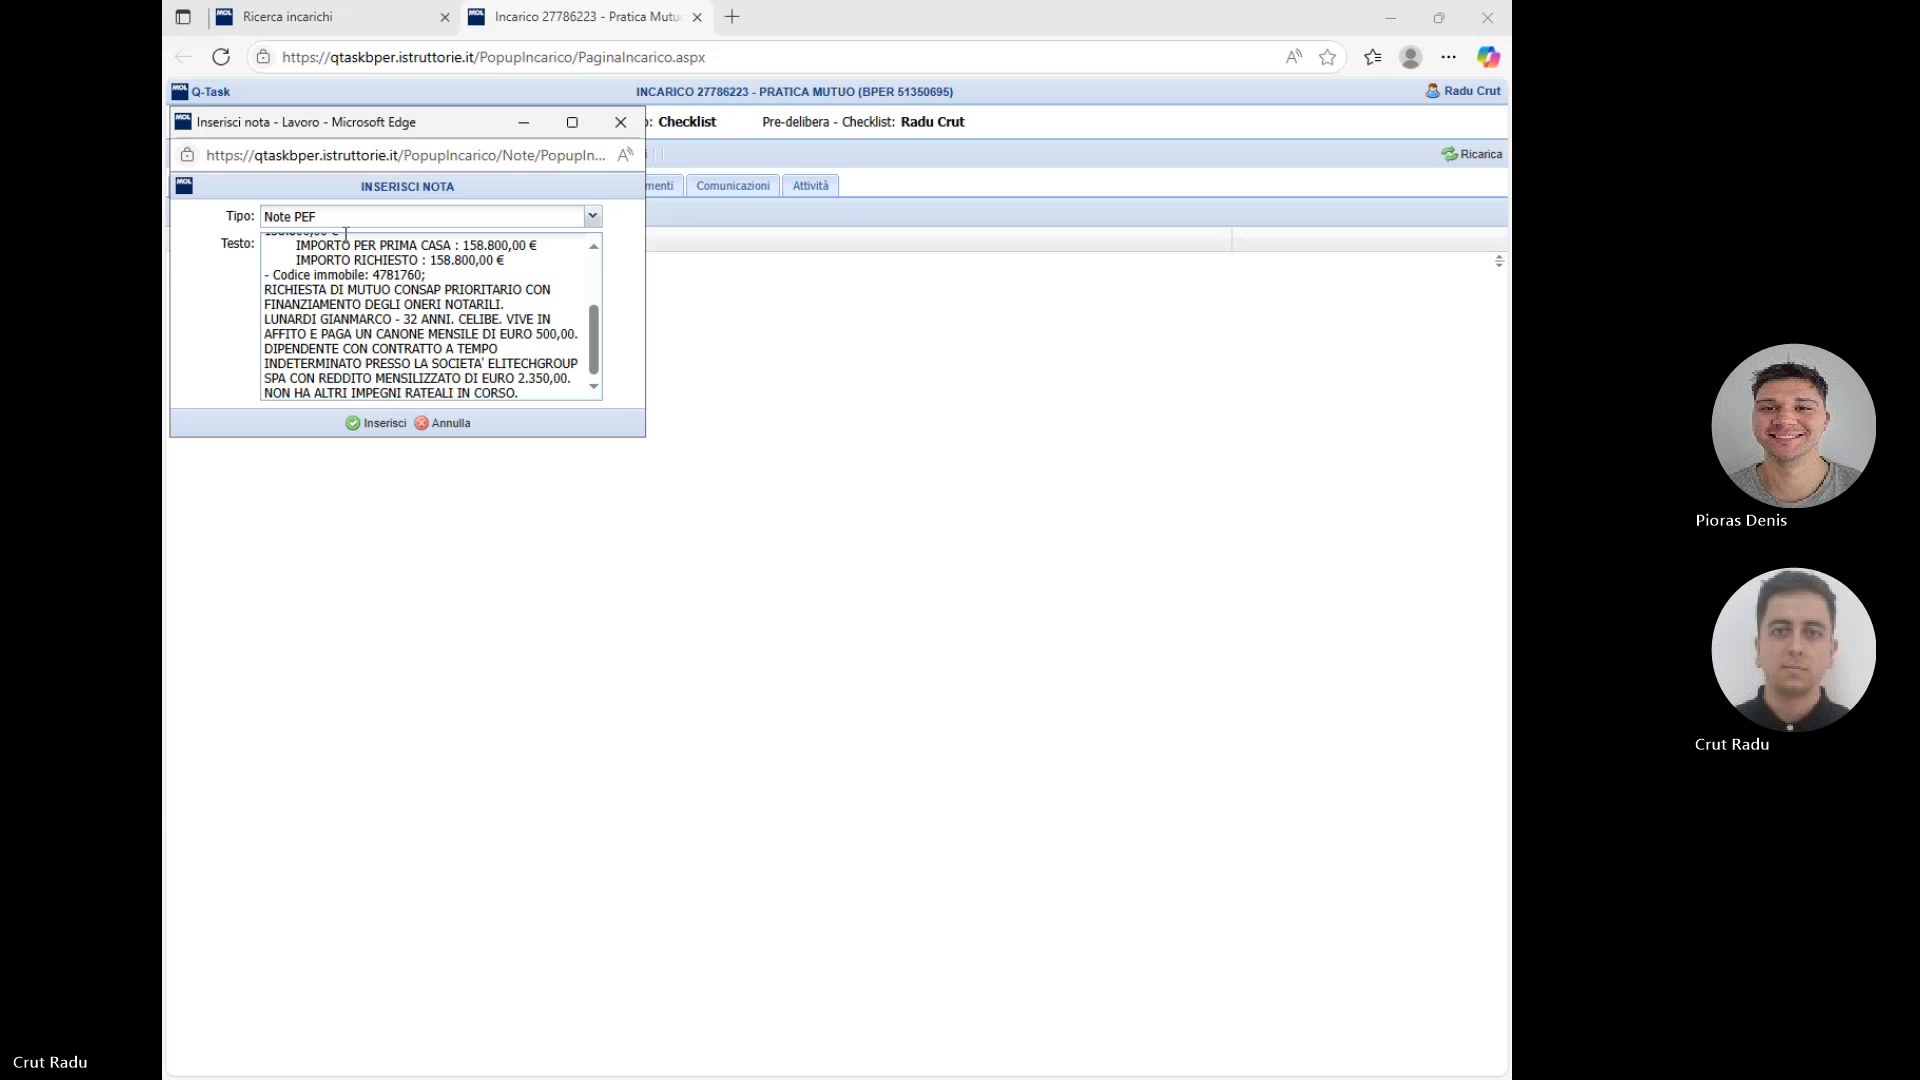 Ricerca incarichi
Incarico 27786223 - Pratica Mutu
https://qtaskbper.istruttorie.it/PopupIncarico/PaginaIncarico.aspx
MOL Q-Task
INCARICO 27786223 - PRATICA MUTUO (BPER 51350695)
Radu Crut
Inserisci nota - Lavoro - Microsoft Edge
Checklist
Pre-delibera - Checklist: Radu Crut
https://qtaskbper.istruttorie.it/PopupIncarico/Note/PopupIn...
Ricarica
MOL
INSERISCI NOTA
menti
Comunicazioni
Attività
Tipo: Note PEF
Testo:
IMPORTO PER PRIMA CASA : 158.800,00 €
IMPORTO RICHIESTO : 158.800,00 €
- Codice immobile: 4781760;
RICHIESTA DI MUTUO CONSAP PRIORITARIO CON
FINANZIAMENTO DEGLI ONERI NOTARILI.
LUNARDI GIANMARCO - 32 ANNI. CELIBE. VIVE IN
AFFITO E PAGA UN CANONE MENSILE DI EURO 500,00.
DIPENDENTE CON CONTRATTO A TEMPO
INDETERMINATO PRESSO LA SOCIETA' ELITECHGROUP
SPA CON REDDITO MENSILIZZATO DI EURO 2.350,00.
NON HA ALTRI IMPEGNI RATEALI IN CORSO.
Inserisci
Annulla
Pioras Denis
Crut Radu
Crut Radu